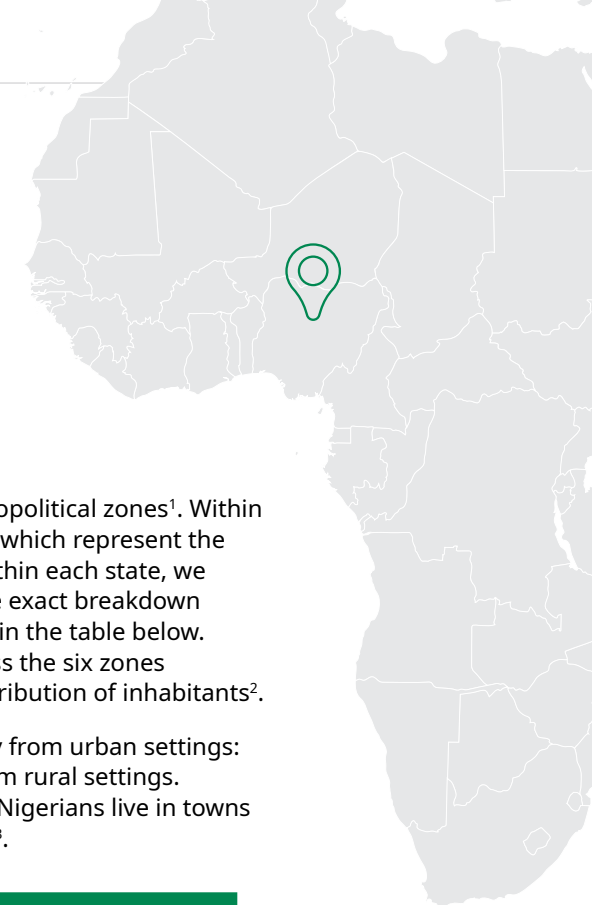 opolitical zones¹. Within
which represent the
thin each state, we
exact breakdown
in the table below.
s the six zones
ribution of inhabitants².
from urban settings:
m rural settings.
Nigerians live in towns
³.